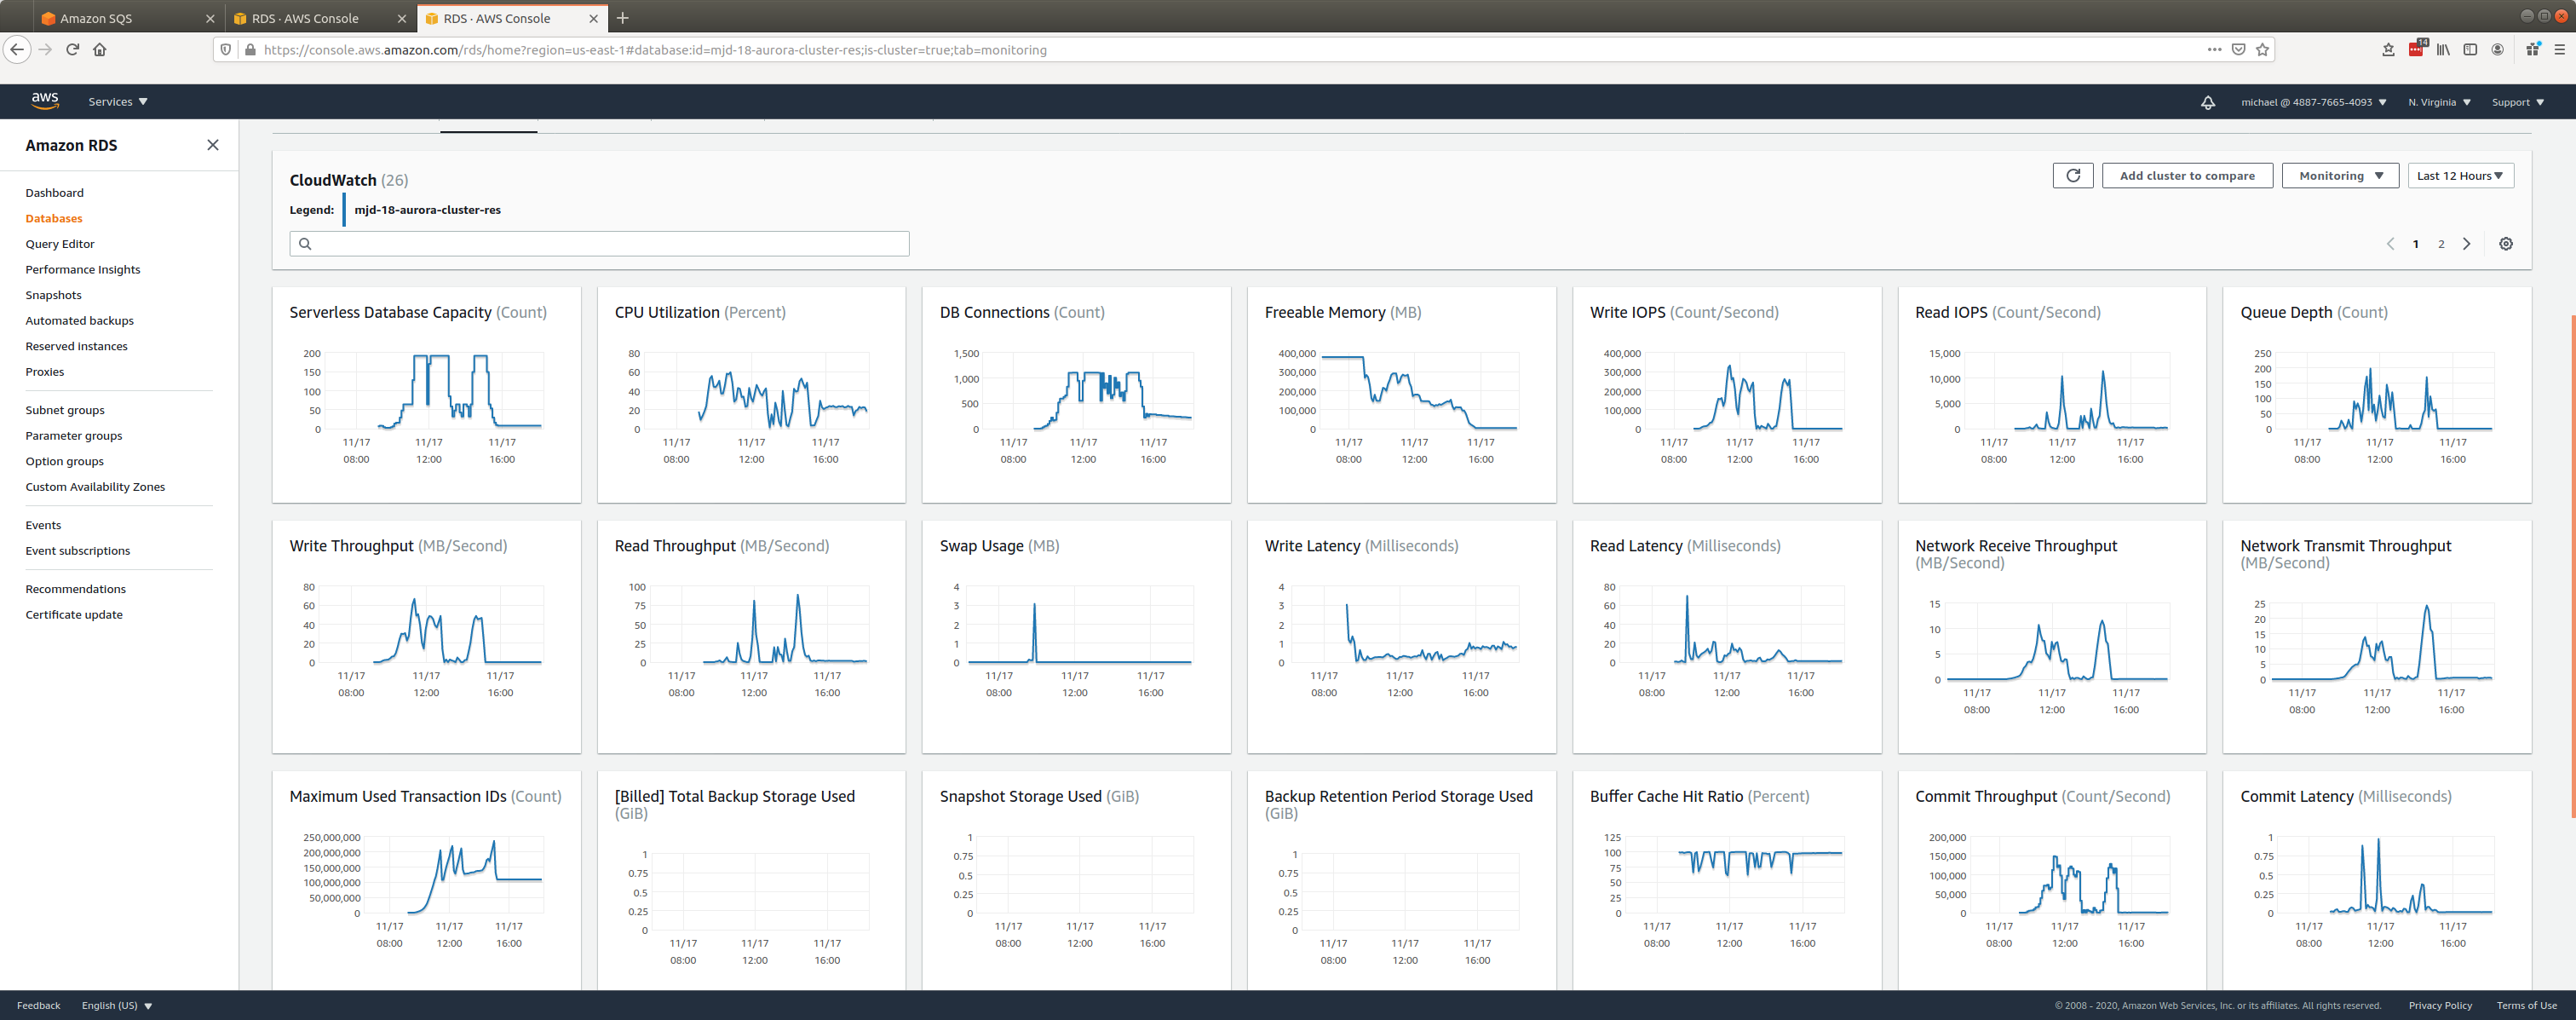 Amazon SQS
RDS · AWS Console
RDS · AWS Console
https://console.aws.amazon.com/rds/home?region=us-east-1#database:id=mjd-18-aurora-cluster-res;is-cluster=true;tab=monitoring
14
aws
Services
michael @ 4887-7665-4093
N. Virginia
Support
Amazon RDS
Dashboard
Databases
Query Editor
Performance Insights
Snapshots
Automated backups
Reserved instances
Proxies
Subnet groups
Parameter groups
Option groups
Custom Availability Zones
Events
Event subscriptions
Recommendations
Certificate update
CloudWatch (26)
Add cluster to compare
Monitoring
Last 12 Hours
Legend: mjd-18-aurora-cluster-res
1 2
Serverless Database Capacity (Count)
200
150
100
50
0
11/17 11/17 11/17
08:00 12:00 16:00
CPU Utilization (Percent)
80
60
40
20
0
11/17 11/17 11/17
08:00 12:00 16:00
DB Connections (Count)
1,500
1,000
500
0
11/17 11/17 11/17
08:00 12:00 16:00
Freeable Memory (MB)
400,000
300,000
200,000
100,000
0
11/17 11/17 11/17
08:00 12:00 16:00
Write IOPS (Count/Second)
400,000
300,000
200,000
100,000
0
11/17 11/17 11/17
08:00 12:00 16:00
Read IOPS (Count/Second)
15,000
10,000
5,000
0
11/17 11/17 11/17
08:00 12:00 16:00
Queue Depth (Count)
250
200
150
100
50
0
11/17 11/17 11/17
08:00 12:00 16:00
Write Throughput (MB/Second)
80
60
40
20
0
11/17 11/17 11/17
08:00 12:00 16:00
Read Throughput (MB/Second)
100
75
50
25
0
11/17 11/17 11/17
08:00 12:00 16:00
Swap Usage (MB)
4
3
2
1
0
11/17 11/17 11/17
08:00 12:00 16:00
Write Latency (Milliseconds)
4
3
2
1
0
11/17 11/17 11/17
08:00 12:00 16:00
Read Latency (Milliseconds)
80
60
40
20
0
11/17 11/17 11/17
08:00 12:00 16:00
Network Receive Throughput
(MB/Second)
15
10
5
0
11/17 11/17 11/17
08:00 12:00 16:00
Network Transmit Throughput
(MB/Second)
25
20
15
10
5
0
11/17 11/17 11/17
08:00 12:00 16:00
Maximum Used Transaction IDs (Count)
250,000,000
200,000,000
150,000,000
100,000,000
50,000,000
0
11/17 11/17 11/17
08:00 12:00 16:00
[Billed] Total Backup Storage Used
(GiB)
1
0.75
0.5
0.25
0
11/17 11/17 11/17
08:00 12:00 16:00
Snapshot Storage Used (GiB)
1
0.75
0.5
0.25
0
11/17 11/17 11/17
08:00 12:00 16:00
Backup Retention Period Storage Used
(GiB)
1
0.75
0.5
0.25
0
11/17 11/17 11/17
08:00 12:00 16:00
Buffer Cache Hit Ratio (Percent)
125
100
75
50
25
0
11/17 11/17 11/17
08:00 12:00 16:00
Commit Throughput (Count/Second)
200,000
150,000
100,000
50,000
0
11/17 11/17 11/17
08:00 12:00 16:00
Commit Latency (Milliseconds)
1
0.75
0.5
0.25
0
11/17 11/17 11/17
08:00 12:00 16:00
Feedback
English (US)
© 2008 - 2020, Amazon Web Services, Inc. or its affiliates. All rights reserved.
Privacy Policy
Terms of Use